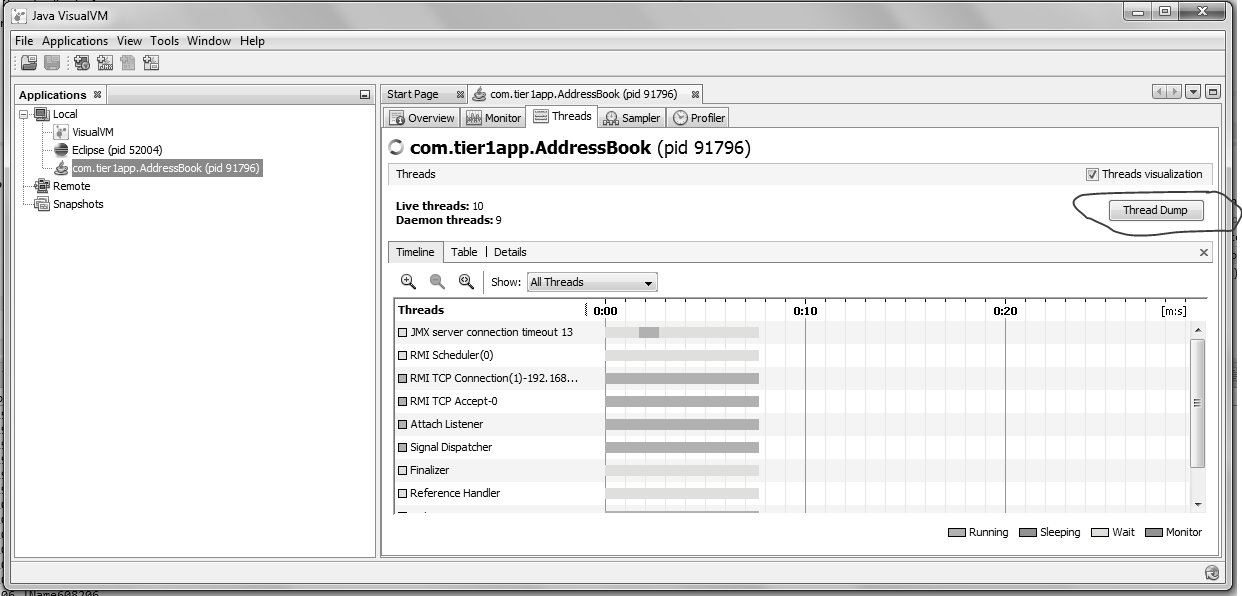 Java VisualVM
File Applications View Tools Window Help
Applications
Local
VisualVM
Eclipse (pid 52004)
com.tier1app.AddressBook (pid 91796)
Remote
Snapshots
Start Page
com.tier1app.AddressBook (pid 91796)
Overview Monitor Threads Sampler Profiler
com.tier1app.AddressBook (pid 91796)
Threads
Threads visualization
Live threads: 10
Daemon threads: 9
Thread Dump
Timeline Table Details
Show: All Threads
Threads 0:00 0:10 0:20 [m:s]
JMX server connection timeout 13
RMI Scheduler(0)
RMI TCP Connection(1)-192.168...
RMI TCP Accept-0
Attach Listener
Signal Dispatcher
Finalizer
Reference Handler
Running Sleeping Wait Monitor